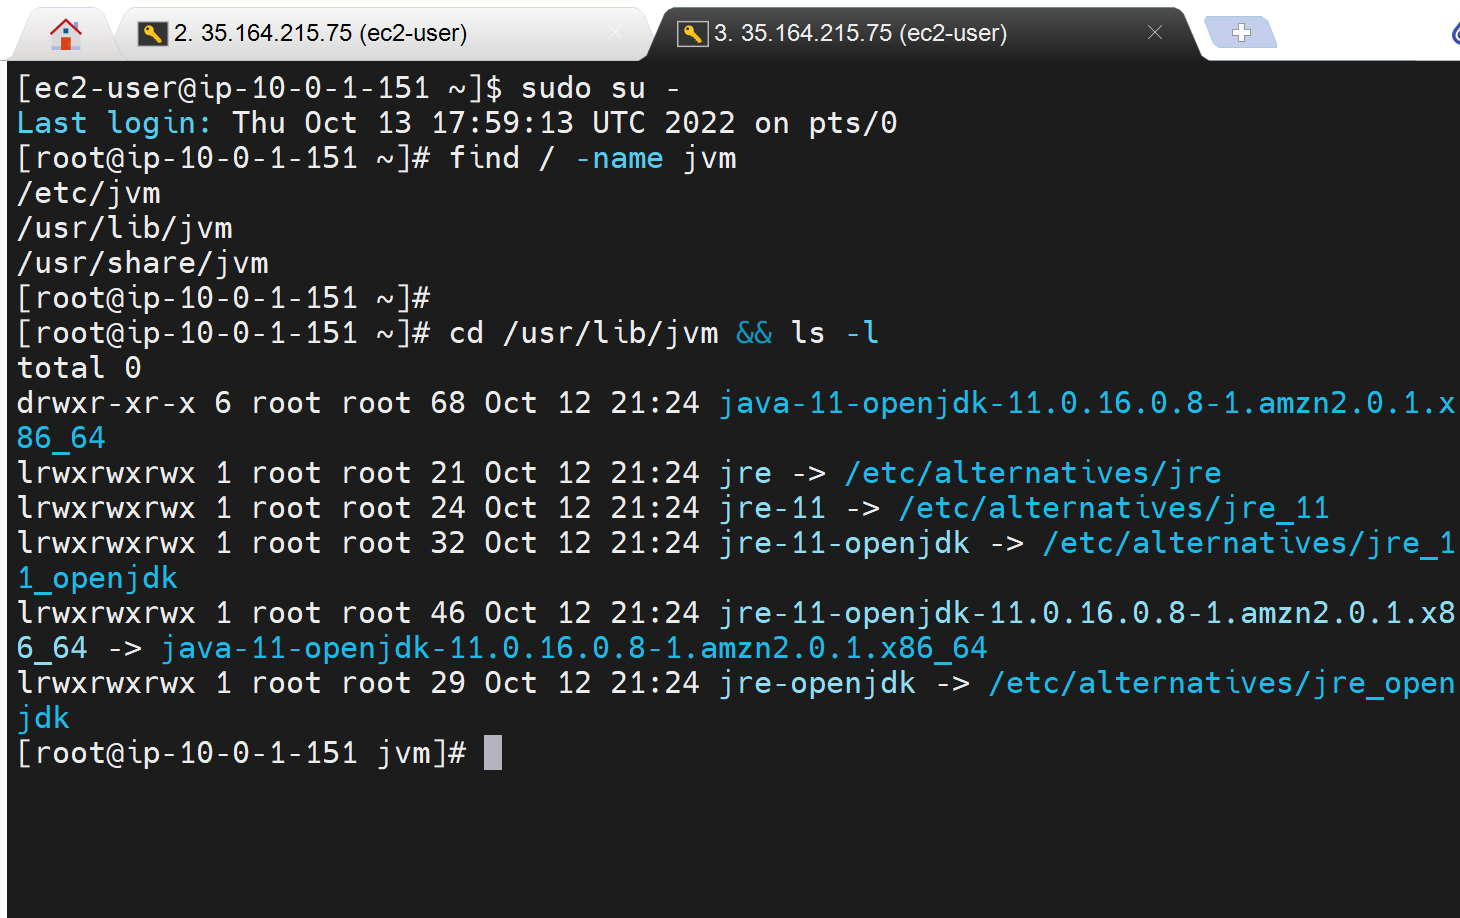 2. 35.164.215.75 (ec2-user)
3. 35.164.215.75 (ec2-user)
[ec2-user@ip-10-0-1-151 ~]$ sudo su -
Last login: Thu Oct 13 17:59:13 UTC 2022 on pts/0
[root@ip-10-0-1-151 ~]# find / -name jvm
/etc/jvm
/usr/lib/jvm
/usr/share/jvm
[root@ip-10-0-1-151 ~]#
[root@ip-10-0-1-151 ~]# cd /usr/lib/jvm && ls -l
total 0
drwxr-xr-x 6 root root 68 Oct 12 21:24 java-11-openjdk-11.0.16.0.8-1.amzn2.0.1.x
86_64
lrwxrwxrwx 1 root root 21 Oct 12 21:24 jre -> /etc/alternatives/jre
lrwxrwxrwx 1 root root 24 Oct 12 21:24 jre-11 -> /etc/alternatives/jre_11
lrwxrwxrwx 1 root root 32 Oct 12 21:24 jre-11-openjdk -> /etc/alternatives/jre_1
1_openjdk
lrwxrwxrwx 1 root root 46 Oct 12 21:24 jre-11-openjdk-11.0.16.0.8-1.amzn2.0.1.x8
6_64 -> java-11-openjdk-11.0.16.0.8-1.amzn2.0.1.x86_64
lrwxrwxrwx 1 root root 29 Oct 12 21:24 jre-openjdk -> /etc/alternatives/jre_open
jdk
[root@ip-10-0-1-151 jvm]#